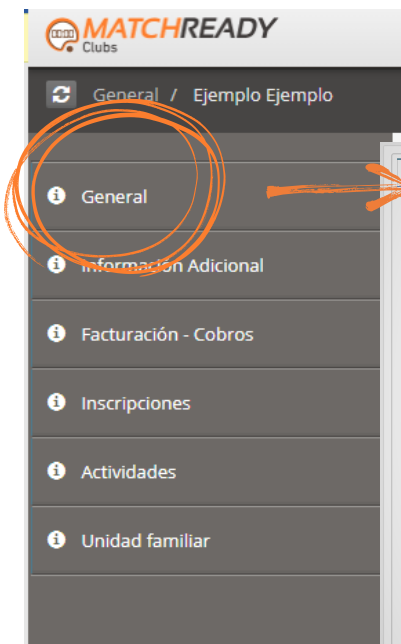 MATCHREADY
Clubs
General / Ejemplo Ejemplo
General
Información Adicional
Facturación - Cobros
Inscripciones
Actividades
Unidad familiar